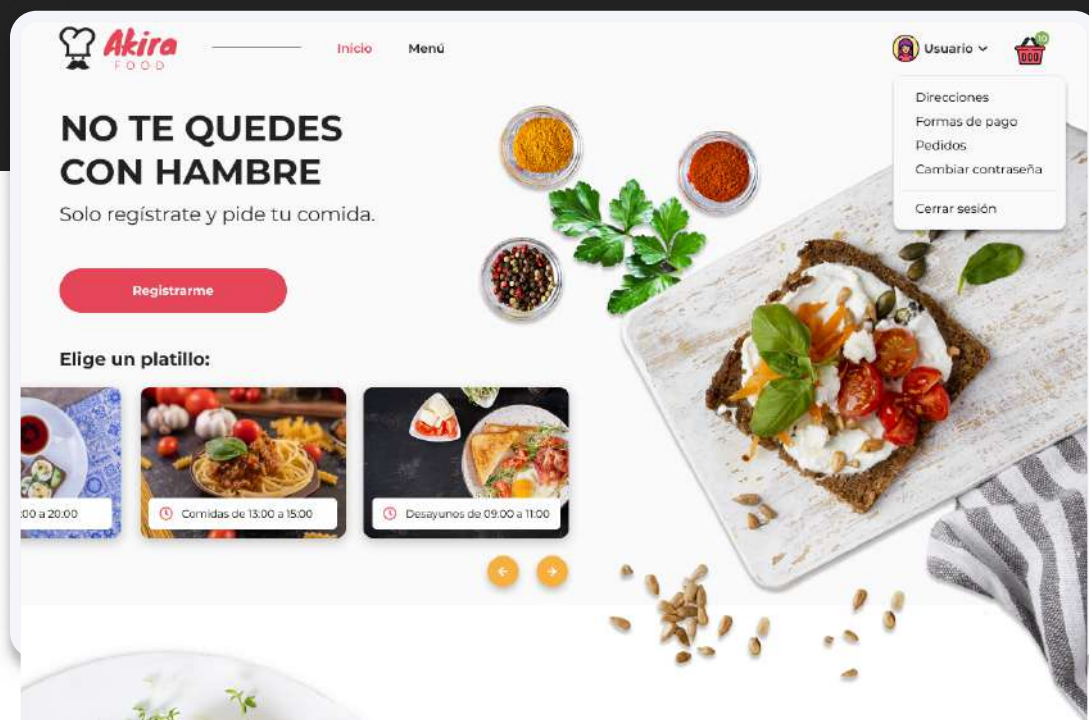 Akira
FOOD
Inicio
Menú
Usuario
10
Direcciones
Formas de pago
Pedidos
Cambiar contraseña
Cerrar sesión
NO TE QUEDES
CON HAMBRE
Solo regístrate y pide tu comida.
Registrarme
Elige un platillo:
:00 a 20:00
Comidas de 13:00 a 15:00
Desayunos de 09:00 a 11:00